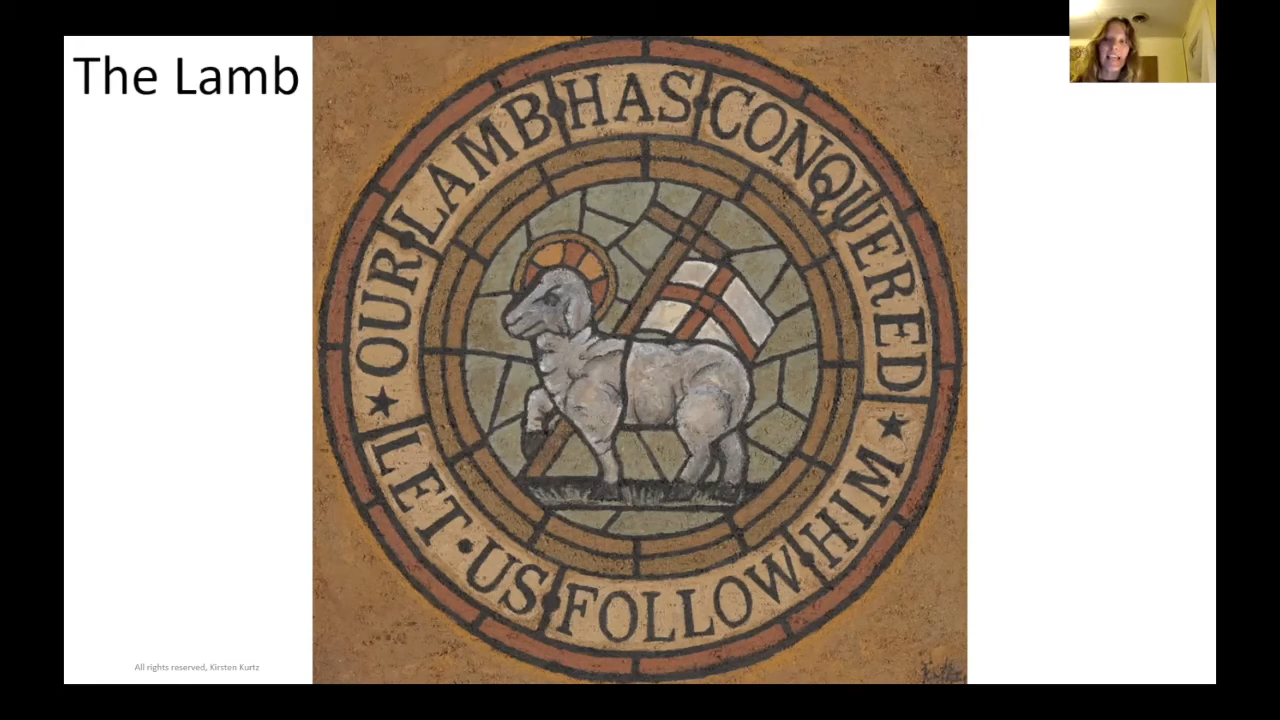 The Lamb
OUR LAMB HAS CONQUERED
LET US FOLLOW HIM
All rights reserved, Kirsten Kurtz